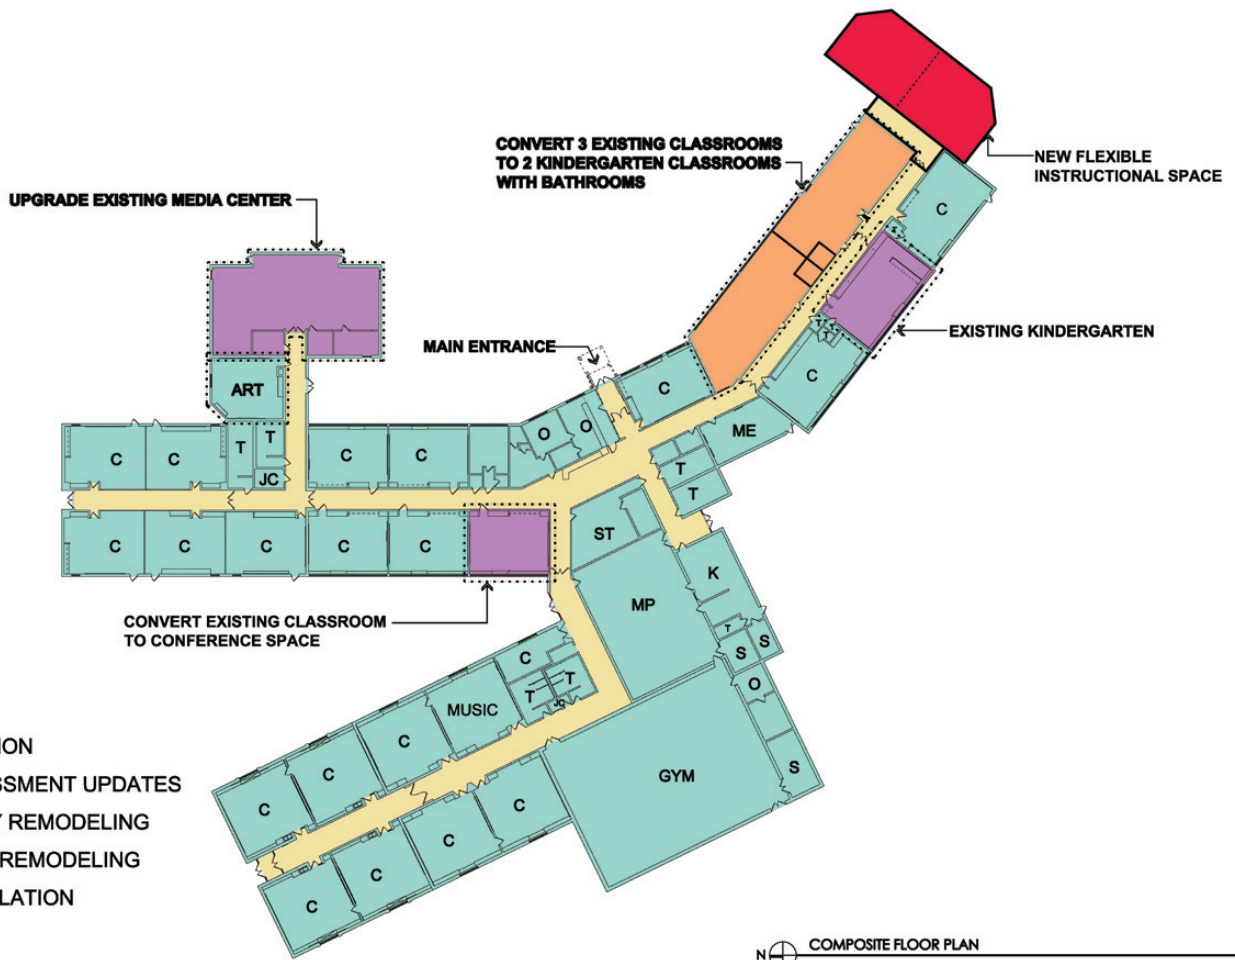 CONVERT 3 EXISTING CLASSROOMS
TO 2 KINDERGARTEN CLASSROOMS
WITH BATHROOMS
NEW FLEXIBLE
INSTRUCTIONAL SPACE
UPGRADE EXISTING MEDIA CENTER
C
EXISTING KINDERGARTEN
MAIN ENTRANCE
ART
C
C
O
O
ME
C
C
T
T
JC
C
C
T
T
C
C
C
C
C
ST
K
MP
CONVERT EXISTING CLASSROOM
TO CONFERENCE SPACE
T
S
S
C
T
T
JC
O
MUSIC
C
C
C
GYM
S
C
C
C
C
ION
SSMENT UPDATES
Y REMODELING
REMODELING
LATION
N
COMPOSITE FLOOR PLAN